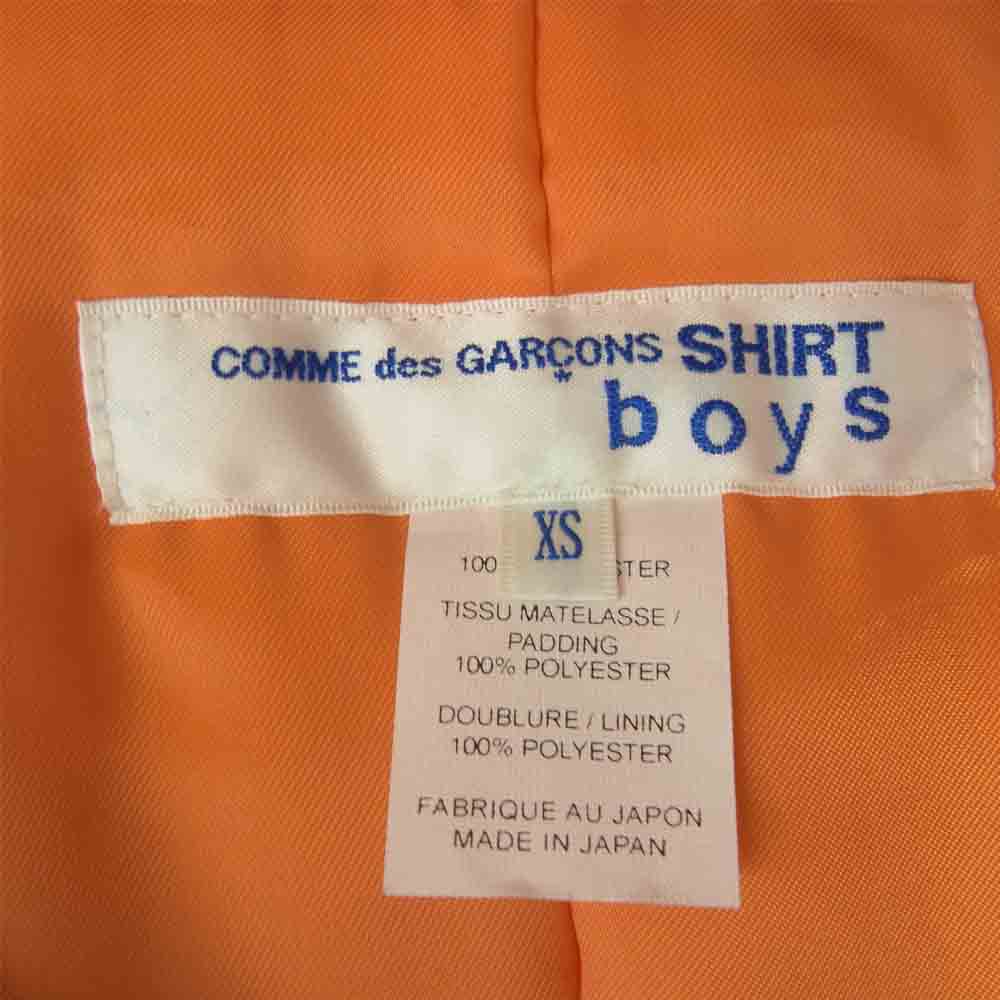 COMME des GARÇONS SHIRT
boys
XS
100
TISSU MATELASSE /
PADDING
100% POLYESTER
DOUBLURE / LINING
100% POLYESTER
FABRIQUE AU JAPON
MADE IN JAPAN